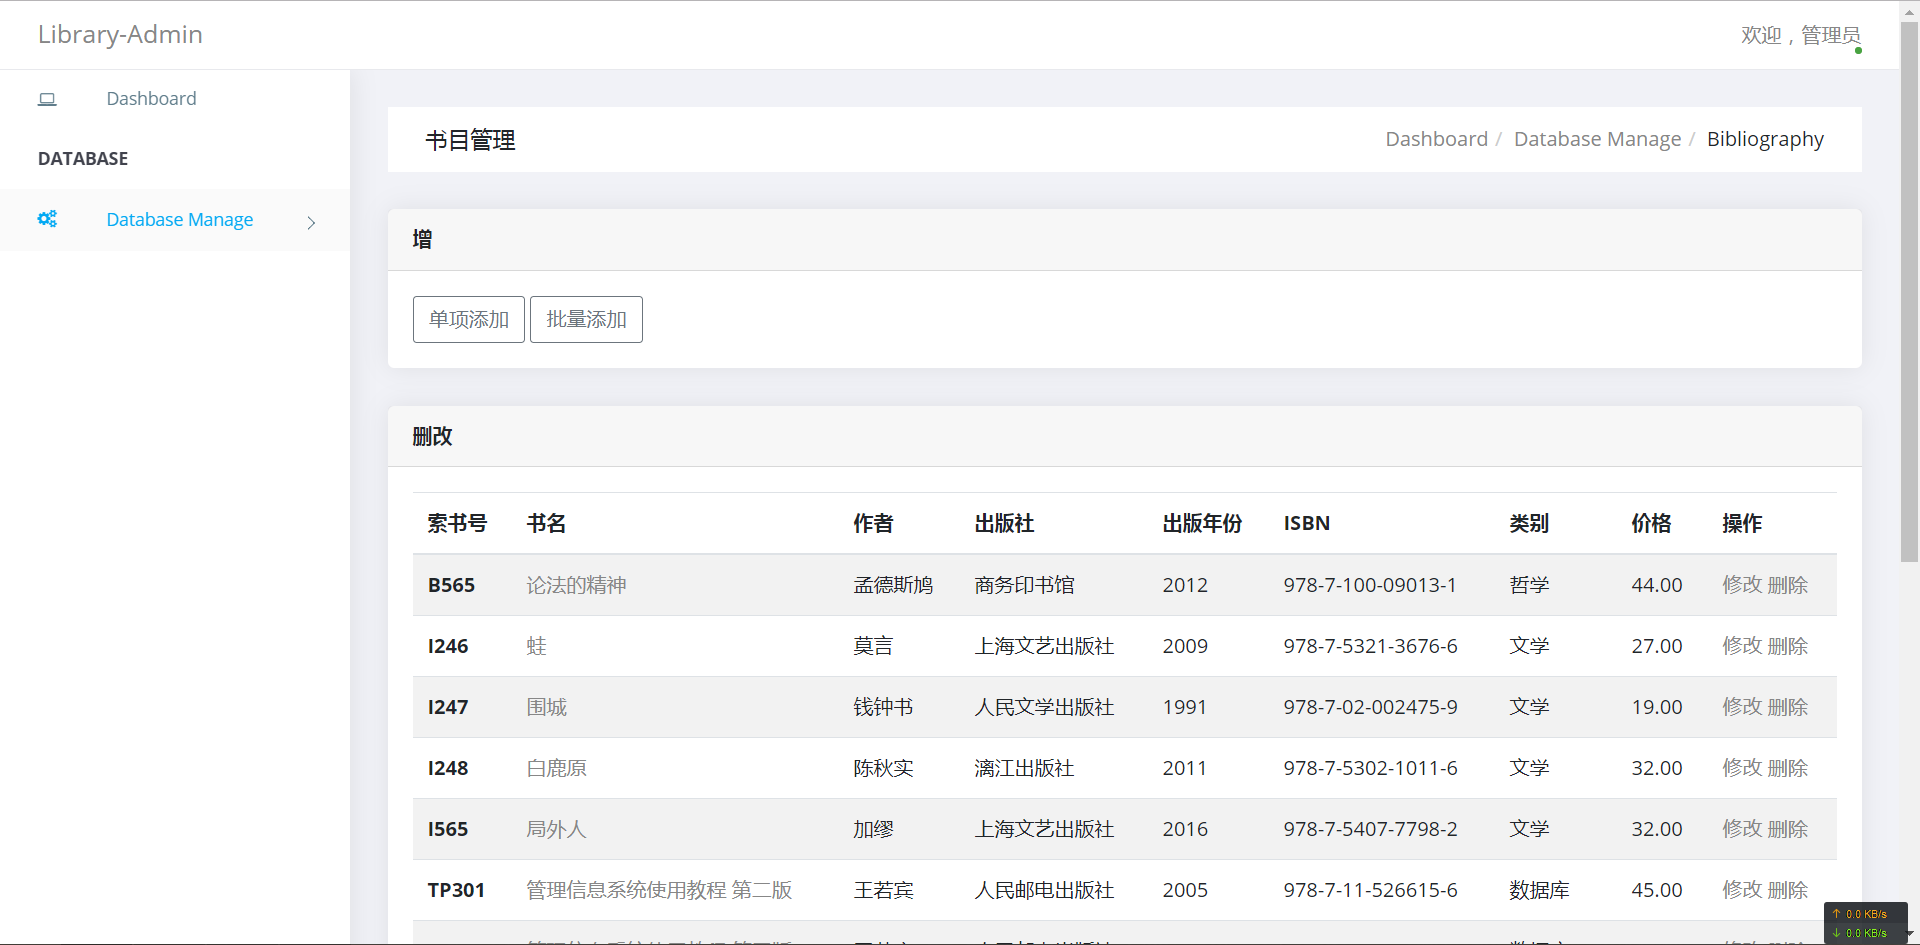 Library-Admin
欢迎，管理员
Dashboard
DATABASE
Database Manage
书目管理
Dashboard / Database Manage / Bibliography
增
单项添加 批量添加
删改
索书号 书名 作者 出版社 出版年份 ISBN 类别 价格 操作
B565 论法的精神 孟德斯鸠 商务印书馆 2012 978-7-100-09013-1 哲学 44.00 修改 删除
I246 蛙 莫言 上海文艺出版社 2009 978-7-5321-3676-6 文学 27.00 修改 删除
I247 围城 钱钟书 人民文学出版社 1991 978-7-02-002475-9 文学 19.00 修改 删除
I248 白鹿原 陈秋实 漓江出版社 2011 978-7-5302-1011-6 文学 32.00 修改 删除
I565 局外人 加缪 上海文艺出版社 2016 978-7-5407-7798-2 文学 32.00 修改 删除
TP301 管理信息系统使用教程 第二版 王若宾 人民邮电出版社 2005 978-7-11-526615-6 数据库 45.00 修改 删除
↑ 0.0 KB/s
↓ 0.0 KB/s